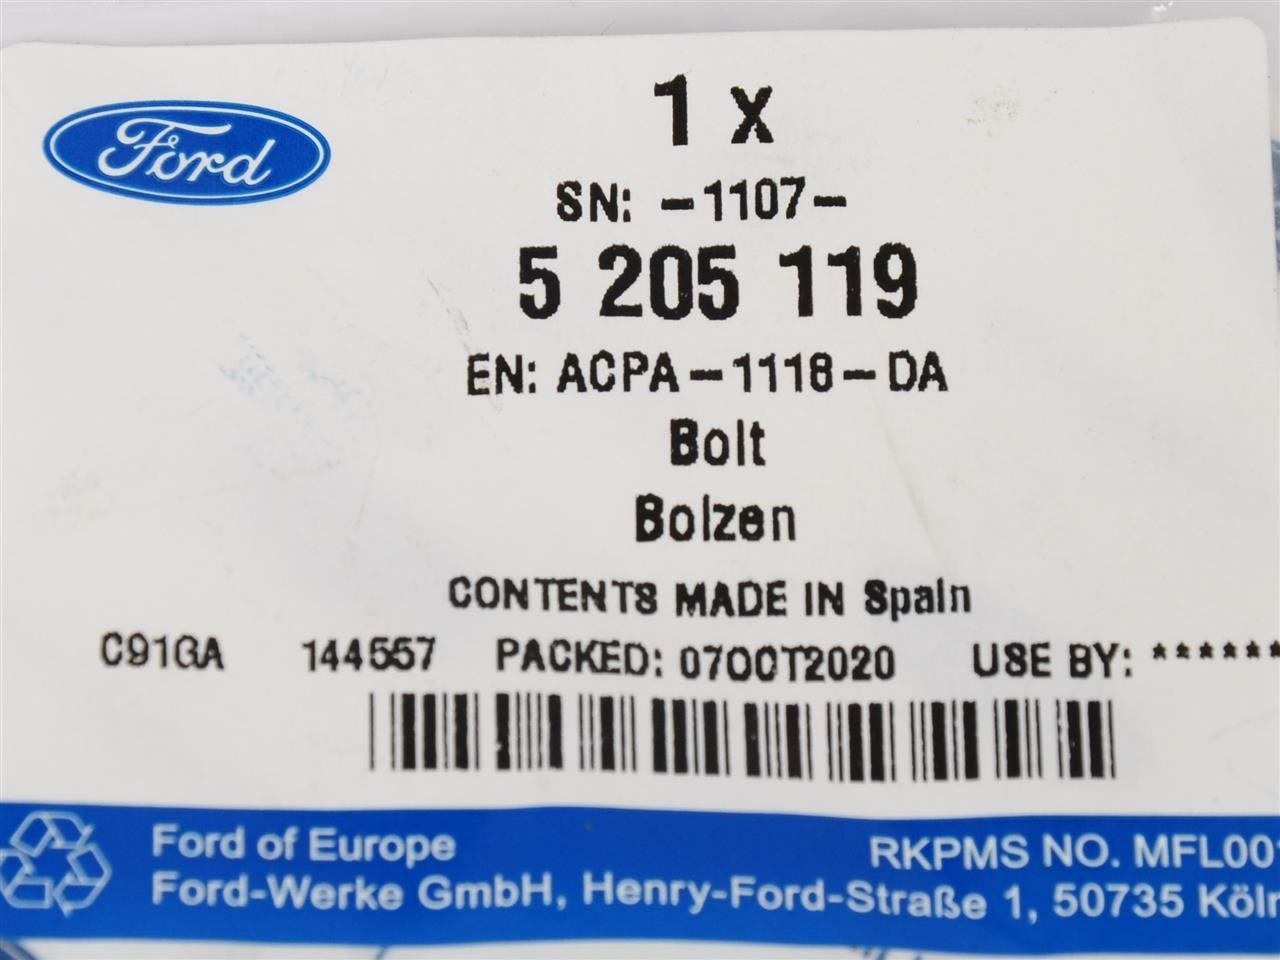 Ford
1 x
SN: -1107-
5 205 119
EN: ACPA-1118-DA
Bolt
Bolzen
CONTENTS MADE IN Spain
C91GA 144557 PACKED: 07OCT2020 USE BY: ******
Ford of Europe RKPMS NO. MFL001
Ford-Werke GmbH, Henry-Ford-Straße 1, 50735 Köln